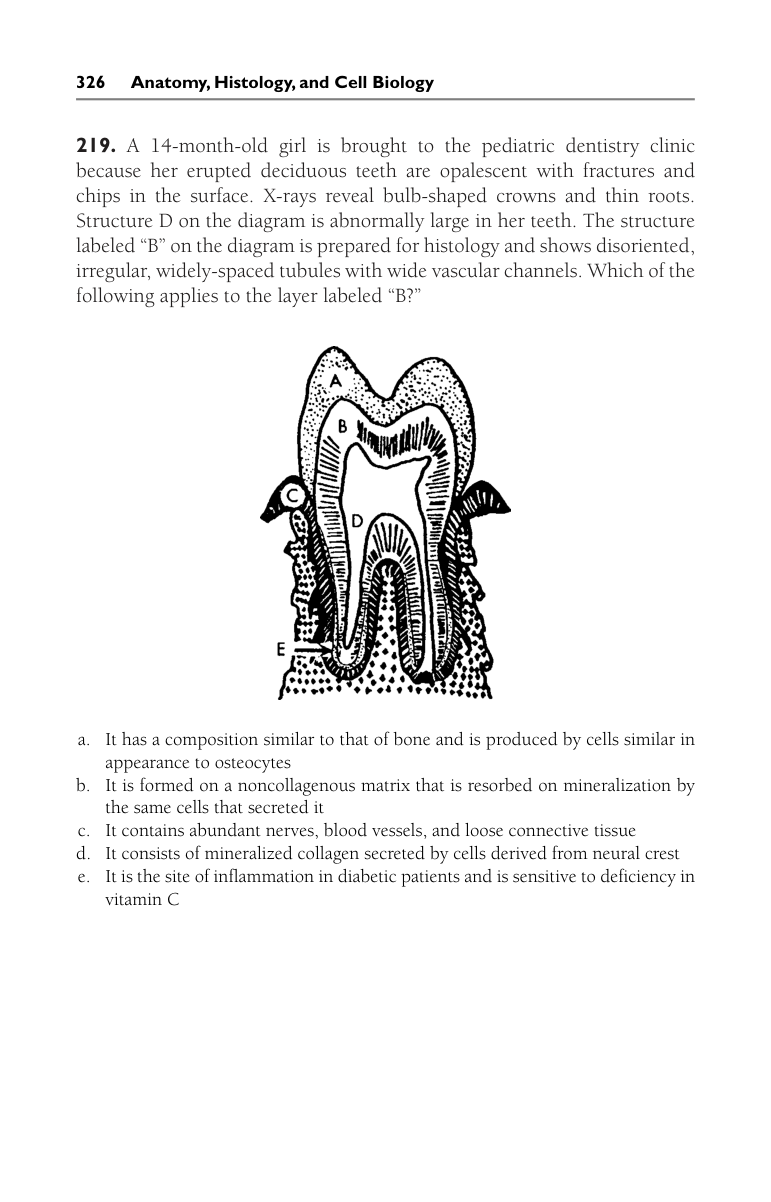 326 Anatomy, Histology, and Cell Biology
219. A 14-month-old girl is brought to the pediatric dentistry clinic
because her erupted deciduous teeth are opalescent with fractures and
chips in the surface. X-rays reveal bulb-shaped crowns and thin roots.
Structure D on the diagram is abnormally large in her teeth. The structure
labeled “B” on the diagram is prepared for histology and shows disoriented,
irregular, widely-spaced tubules with wide vascular channels. Which of the
following applies to the layer labeled “B?”
A
B
C
D
E
a. It has a composition similar to that of bone and is produced by cells similar in
appearance to osteocytes
b. It is formed on a noncollagenous matrix that is resorbed on mineralization by
the same cells that secreted it
c. It contains abundant nerves, blood vessels, and loose connective tissue
d. It consists of mineralized collagen secreted by cells derived from neural crest
e. It is the site of inflammation in diabetic patients and is sensitive to deficiency in
vitamin C